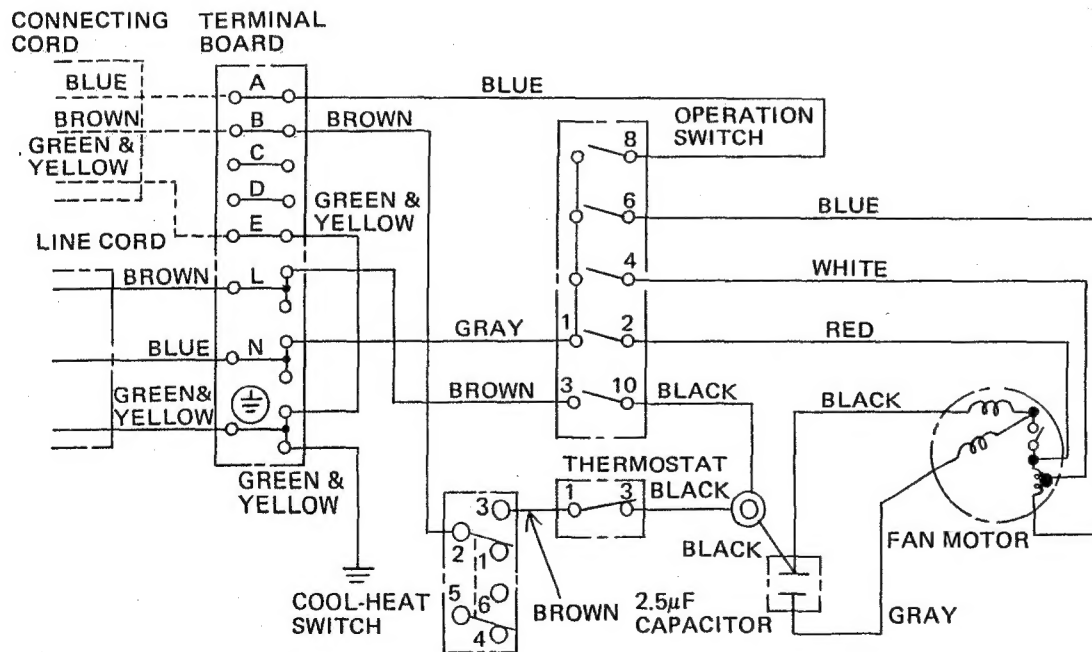 CONNECTING
CORD
TERMINAL
BOARD
BLUE
A
BLUE
BROWN
B
BROWN
OPERATION
SWITCH
GREEN &
YELLOW
C
8
D
GREEN &
YELLOW
6
BLUE
E
LINE CORD
WHITE
BROWN
L
4
GRAY
1
2
RED
BLUE
N
BROWN
3
10
BLACK
GREEN&
YELLOW
BLACK
GREEN &
YELLOW
THERMOSTAT
1
3
BLACK
3
2
1
BLACK
FAN MOTOR
5
6
4
COOL-HEAT
SWITCH
BROWN
2.5µF
CAPACITOR
GRAY